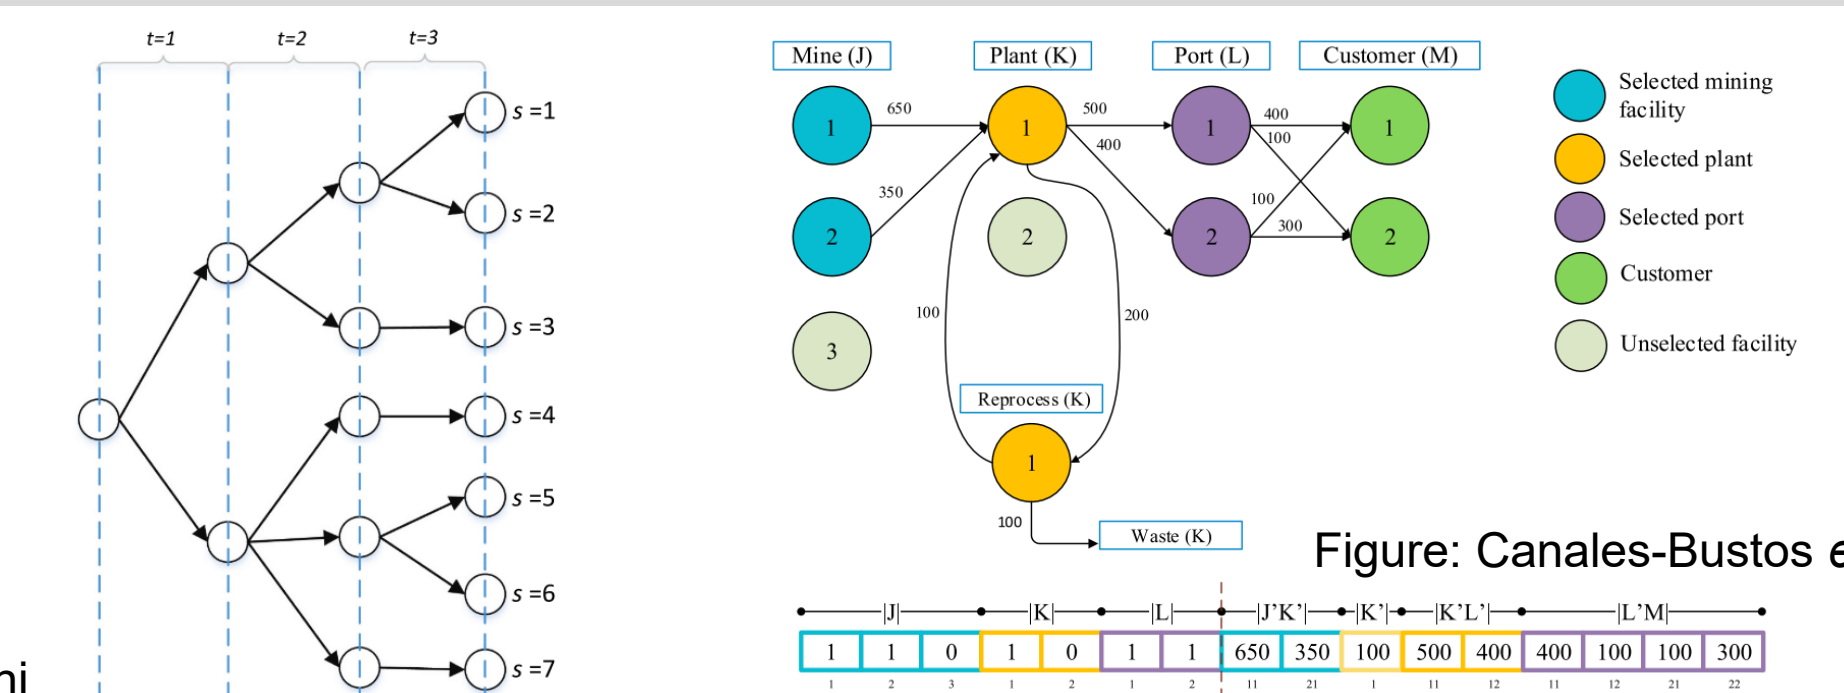 t=1
t=2
t=3
s =1
s =2
s =3
s =4
s =5
s =6
s =7
Mine (J)
Plant (K)
Port (L)
Customer (M)
1
2
3
1
2
1
2
1
2
650
350
500
400
400
100
100
300
100
200
Reprocess (K)
1
100
Waste (K)
Selected mining
facility
Selected plant
Selected port
Customer
Unselected facility
Figure: Canales-Bustos e
|J|
|K|
|L|
|J’K’|
|K’|
|K’L’|
|L’M|
1 1 0 1 0 1 1 650 350 100 500 400 400 100 100 300
1 2 3 1 2 1 2 11 21 1 11 12 11 12 21 22
ni